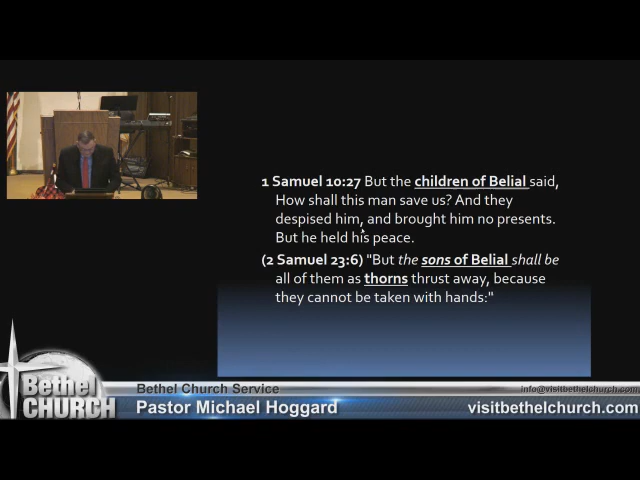 1 Samuel 10:27 But the children of Belial said,
How shall this man save us? And they
despised him, and brought him no presents.
But he held his peace.
(2 Samuel 23:6) "But the sons of Belial shall be
all of them as thorns thrust away, because
they cannot be taken with hands:"
Bethel
CHURCH
Bethel Church Service
info@visitbethelchurch.com
Pastor Michael Hoggard
visitbethelchurch.com